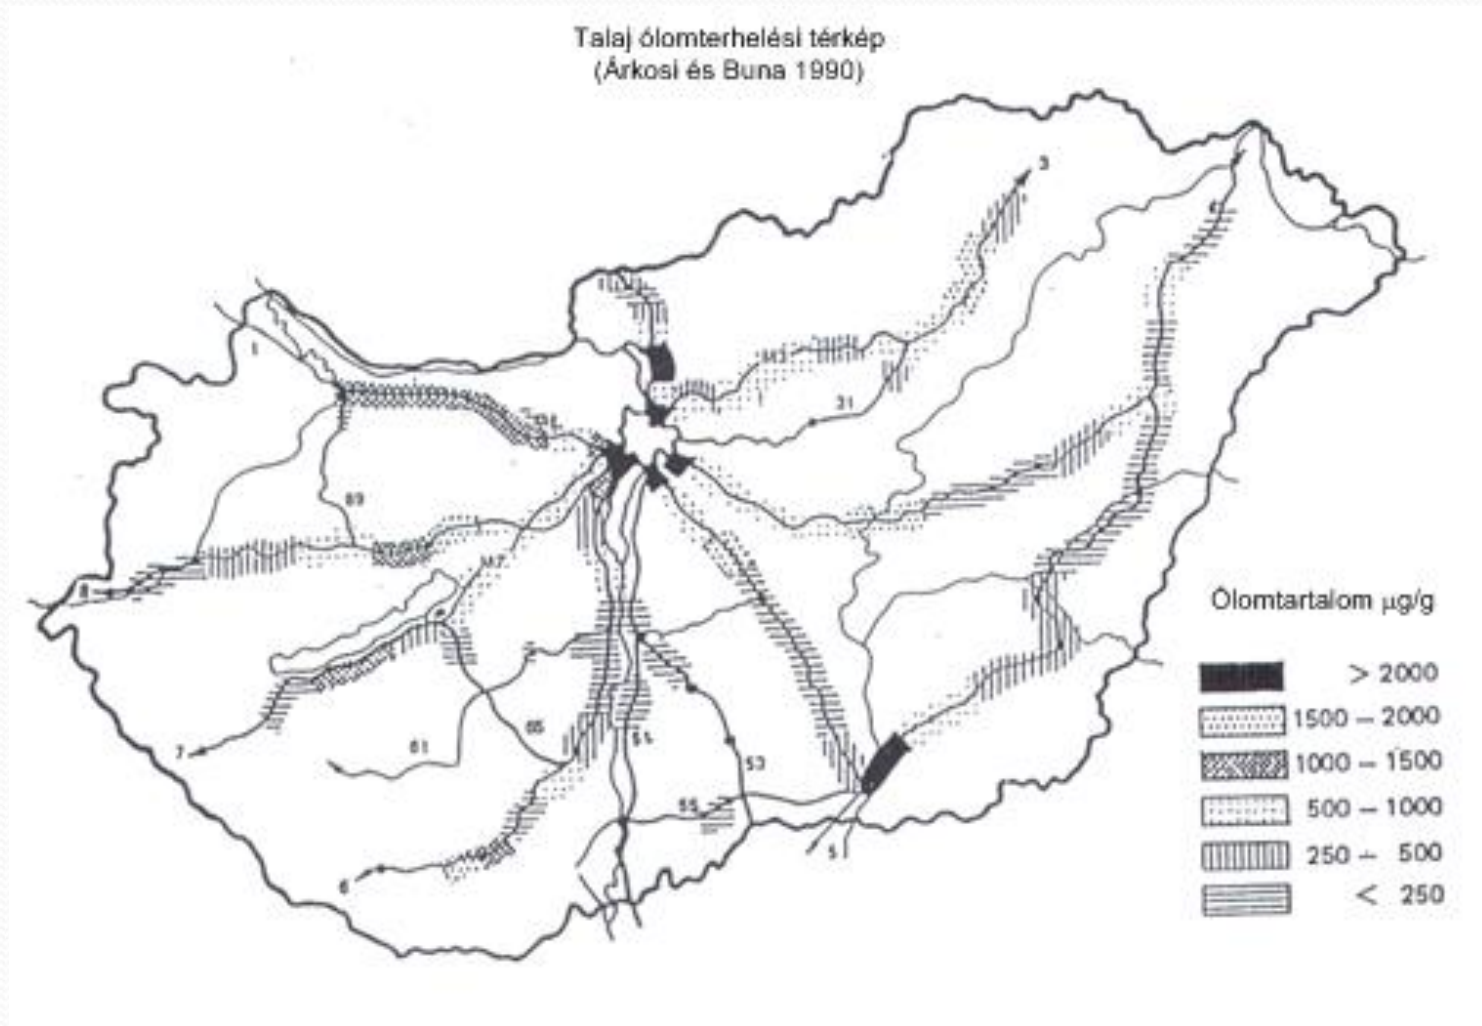 Talaj ólomterhelési térkép
(Árkosi és Buna 1990)
3
4
1
M3
31
89
8
M7
7
61
65
51
53
55
5
6
Ólomtartalom µg/g
> 2000
1500 – 2000
1000 – 1500
500 – 1000
250 – 500
< 250